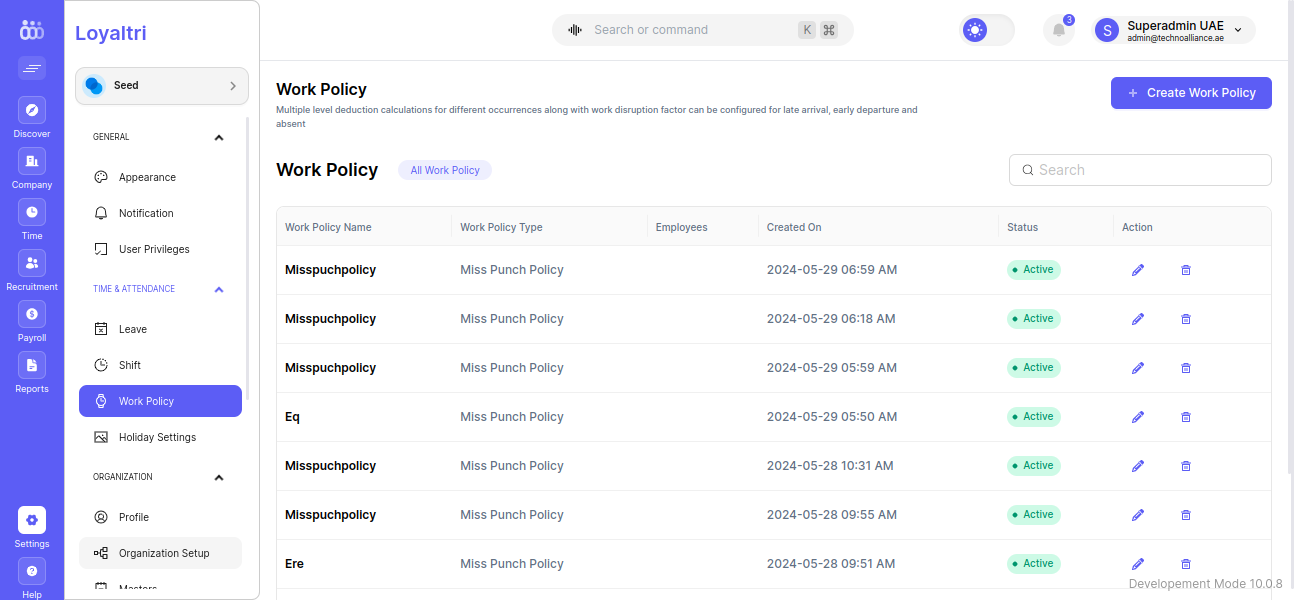 Loyaltri
Search or command
K ⌘
3
S
Superadmin UAE
admin@technoalliance.ae
Discover
Company
Time
Recruitment
$
Payroll
Reports
Settings
?
Help
Seed
GENERAL
Appearance
Notification
User Privileges
TIME & ATTENDANCE
Leave
Shift
Work Policy
Holiday Settings
ORGANIZATION
Profile
Organization Setup
Masters
Work Policy
Multiple level deduction calculations for different occurrences along with work disruption factor can be configured for late arrival, early departure and
absent
+ Create Work Policy
Work Policy
All Work Policy
Search
Work Policy Name Work Policy Type Employees Created On Status Action
Misspuchpolicy Miss Punch Policy 2024-05-29 06:59 AM Active
Misspuchpolicy Miss Punch Policy 2024-05-29 06:18 AM Active
Misspuchpolicy Miss Punch Policy 2024-05-29 05:59 AM Active
Eq Miss Punch Policy 2024-05-29 05:50 AM Active
Misspuchpolicy Miss Punch Policy 2024-05-28 10:31 AM Active
Misspuchpolicy Miss Punch Policy 2024-05-28 09:55 AM Active
Ere Miss Punch Policy 2024-05-28 09:51 AM Active
Developement Mode 10.0.8